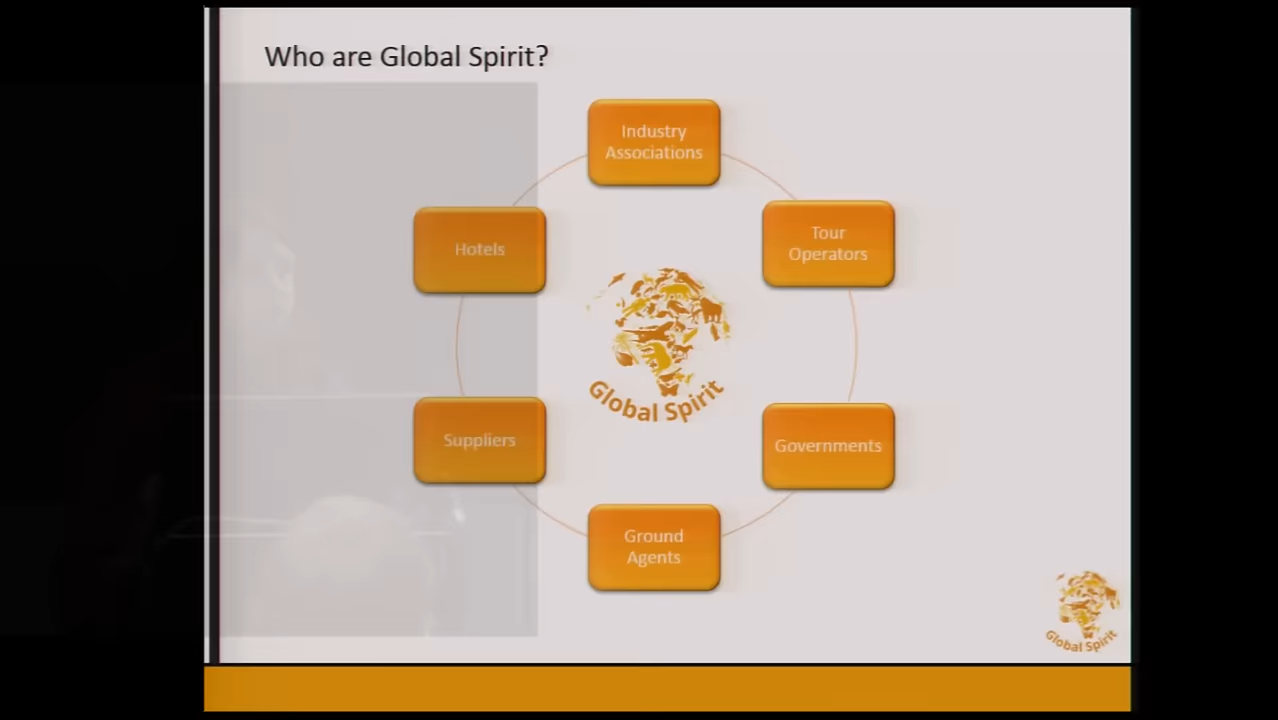 Who are Global Spirit?
Industry
Associations
Tour
Operators
Hotels
Global Spirit
Suppliers
Governments
Ground
Agents
Global Spirit